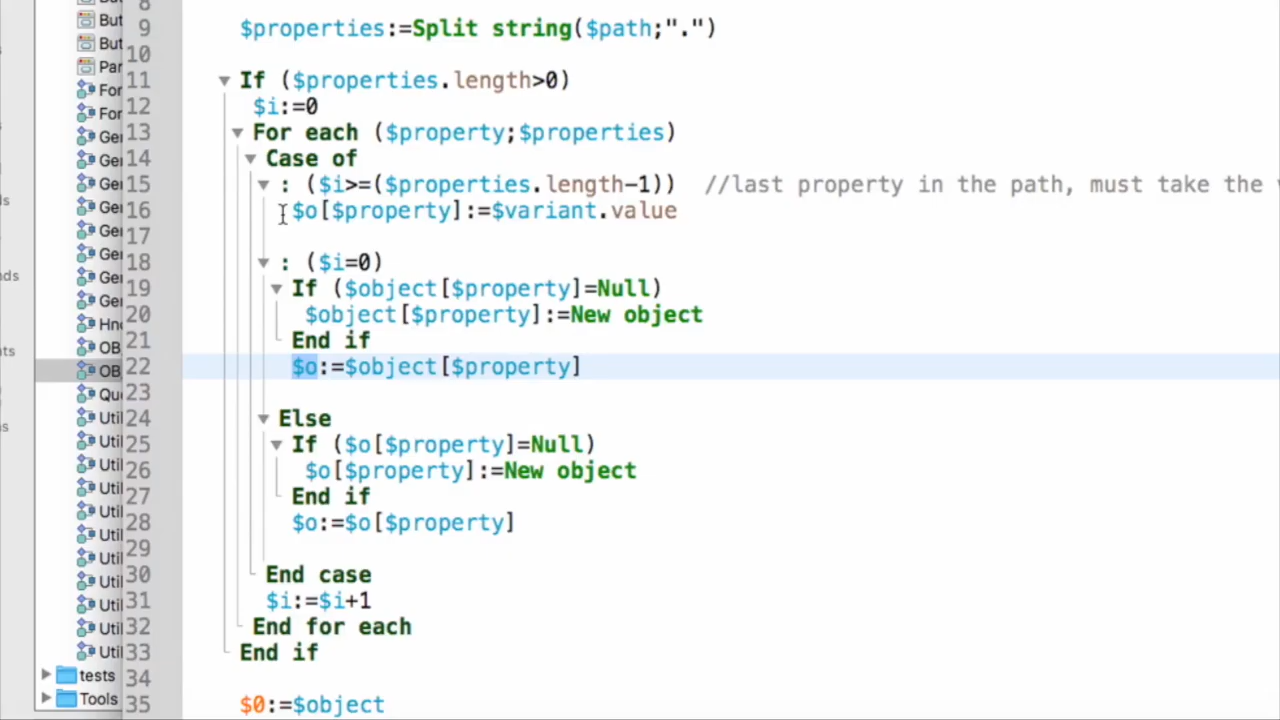 8
9 $properties:=Split string($path;".")
10
11 If ($properties.length>0)
12 $i:=0
13 For each ($property;$properties)
14 Case of
15 : ($i>=($properties.length-1)) //last property in the path, must take the
16 $o[$property]:=$variant.value
17
18 : ($i=0)
19 If ($object[$property]=Null)
20 $object[$property]:=New object
21 End if
22 $o:=$object[$property]
23
24 Else
25 If ($o[$property]=Null)
26 $o[$property]:=New object
27 End if
28 $o:=$o[$property]
29
30 End case
31 $i:=$i+1
32 End for each
33 End if
34
35 $0:=$object
But
But
But
Par
For
For
Ger
Ger
Ger
Ger
Ger
Ger
Ger
Ger
Hno
OB
OB
Que
Util
Util
Util
Util
Util
Util
Util
Util
Util
Util
Util
tests
Tools